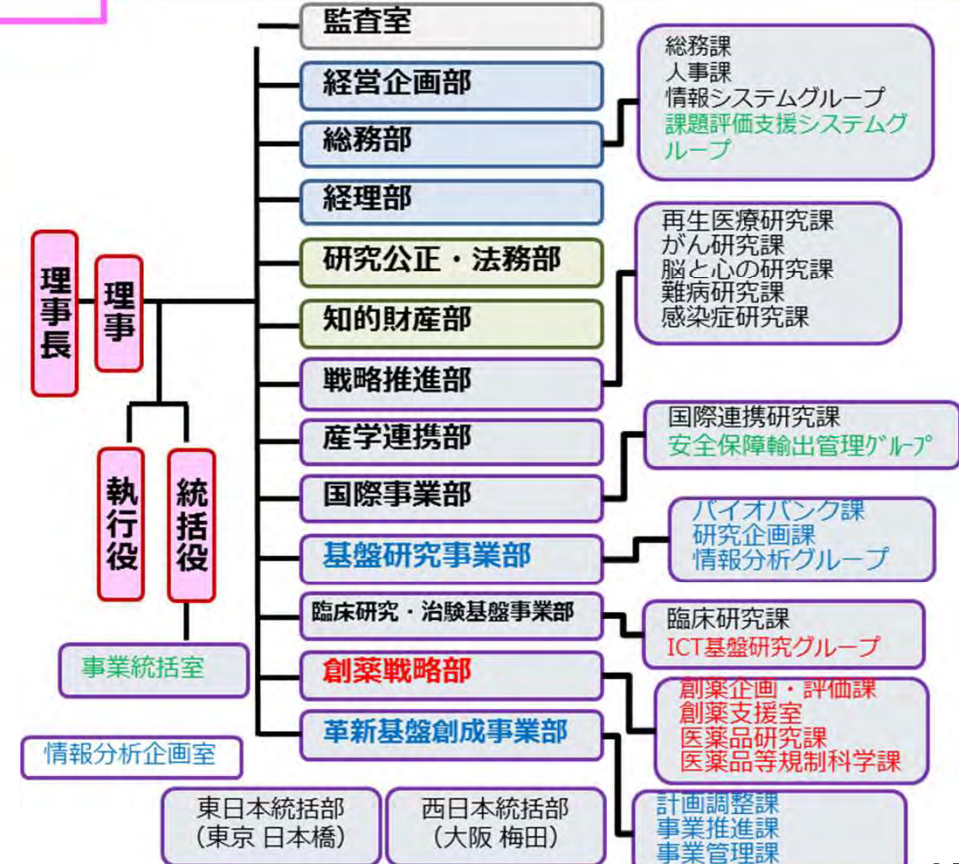 監査室
経営企画部
総務部
経理部
研究公正・法務部
知的財産部
戦略推進部
産学連携部
国際事業部
基盤研究事業部
臨床研究・治験基盤事業部
創薬戦略部
革新基盤創成事業部
理事長
理事
執行役
統括役
事業統括室
情報分析企画室
東日本統括部
（東京 日本橋）
西日本統括部
（大阪 梅田）
総務課
人事課
情報システムグループ
課題評価支援システムグ
ループ
再生医療研究課
がん研究課
脳と心の研究課
難病研究課
感染症研究課
国際連携研究課
安全保障輸出管理ｸﾞﾙｰﾌﾟ
バイオバンク課
研究企画課
情報分析グループ
臨床研究課
ICT基盤研究グループ
創薬企画・評価課
創薬支援室
医薬品研究課
医薬品等規制科学課
計画調整課
事業推進課
事業管理課